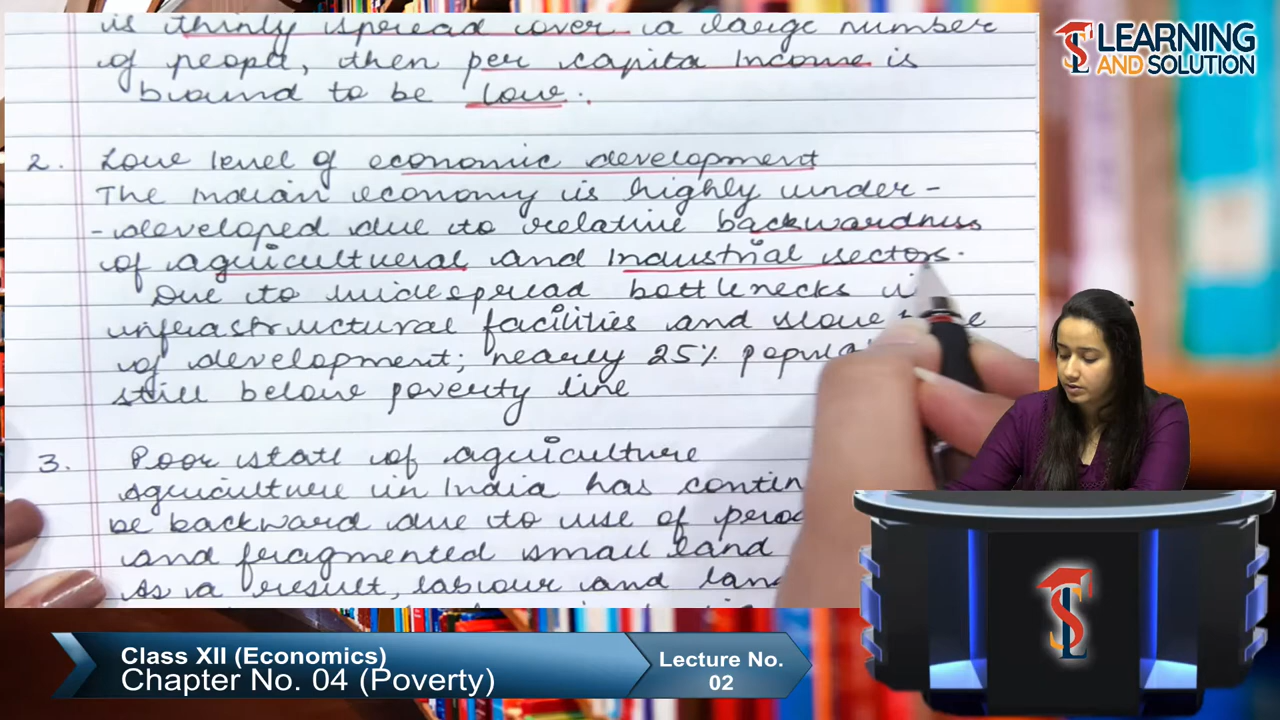 is thinly spread over a large number
of people, then per capita Income is
bound to be low.
2. Low level of economic development
The Indian economy is highly under -
- developed due to relative backwardness
of agricultural and Industrial sectors.
Due to widespread bottlenecks
infrastructural facilities and slow
of development; nearly 25%
still below poverty line
3. Poor state of agriculture
agriculture in India has
be backward due to use of
and fragmented small land
As a result, labour and
LEARNING
AND SOLUTION
Class XII (Economics)
Chapter No. 04 (Poverty)
Lecture No.
02